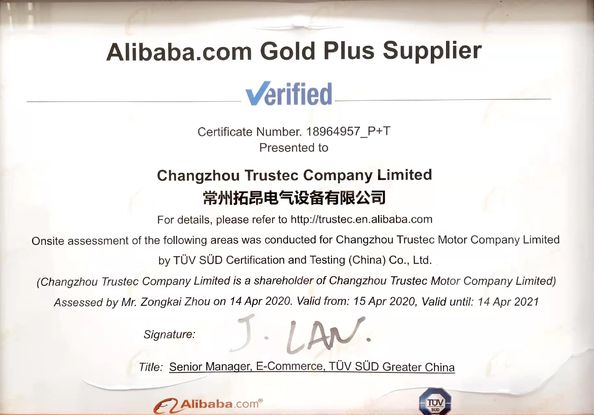 Alibaba.com Gold Plus Supplier
Verified
Certificate Number. 18964957_P+T
Presented to
Changzhou Trustec Company Limited
常州拓昂电气设备有限公司
For details, please refer to http://trustec.en.alibaba.com
Onsite assessment of the following areas was conducted for Changzhou Trustec Motor Company Limited
by TÜV SÜD Certification and Testing (China) Co., Ltd.
(Changzhou Trustec Company Limited is a shareholder of Changzhou Trustec Motor Company Limited)
Assessed by Mr. Zongkai Zhou on 14 Apr 2020. Valid from: 15 Apr 2020, Valid until: 14 Apr 2021
Signature: J. LAN.
Title: Senior Manager, E-Commerce, TÜV SÜD Greater China
Alibaba.com®
TÜV
SÜD